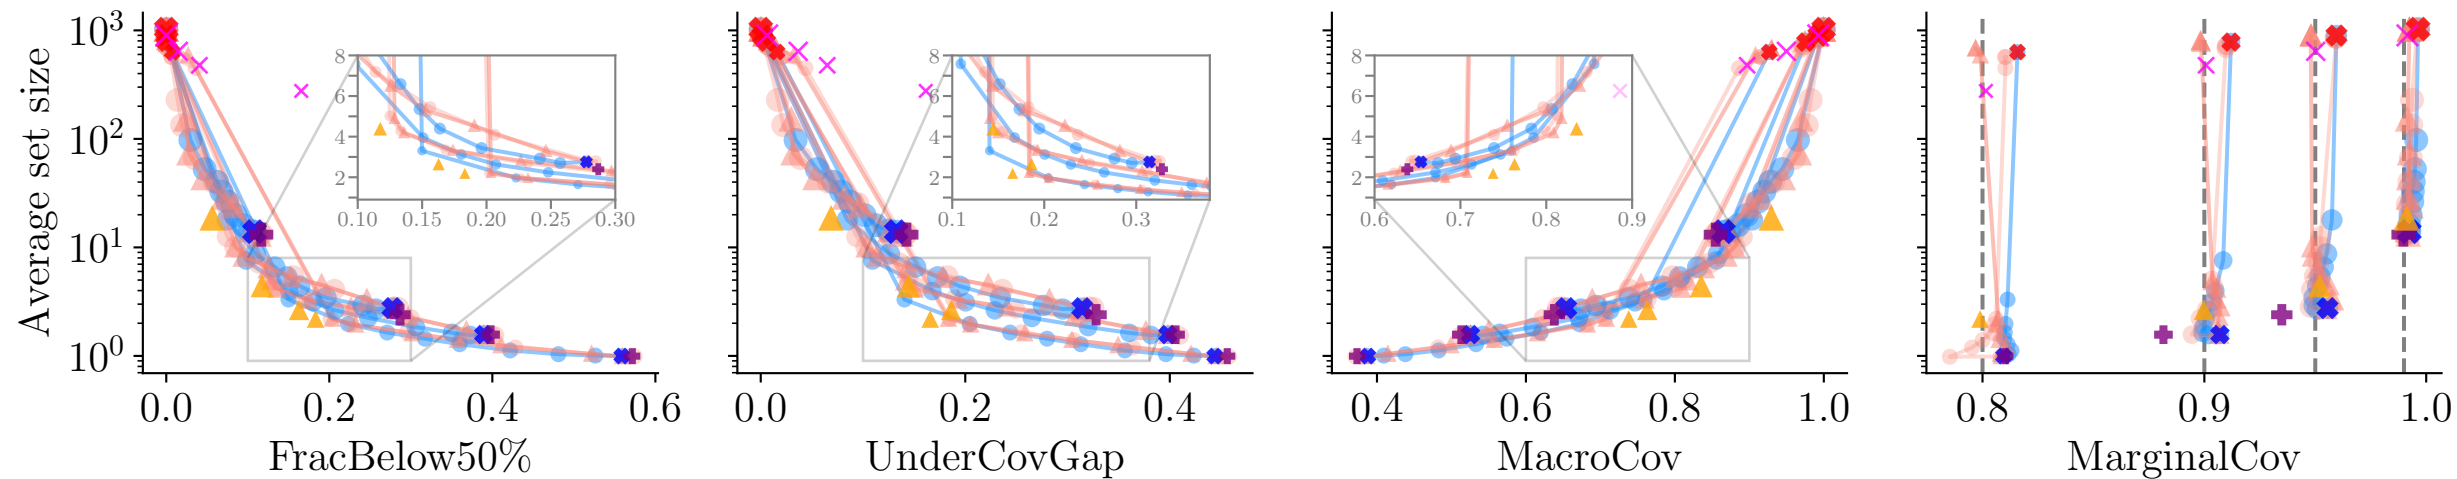 Average set size
10³
10²
10¹
10⁰
8
6
4
2
0.10 0.15 0.20 0.25 0.30
0.0 0.2 0.4 0.6
FracBelow50%
8
6
4
2
0.1 0.2 0.3
0.0 0.2 0.4
UnderCovGap
8
6
4
2
0.6 0.7 0.8 0.9
0.4 0.6 0.8 1.0
MacroCov
0.8 0.9 1.0
MarginalCov